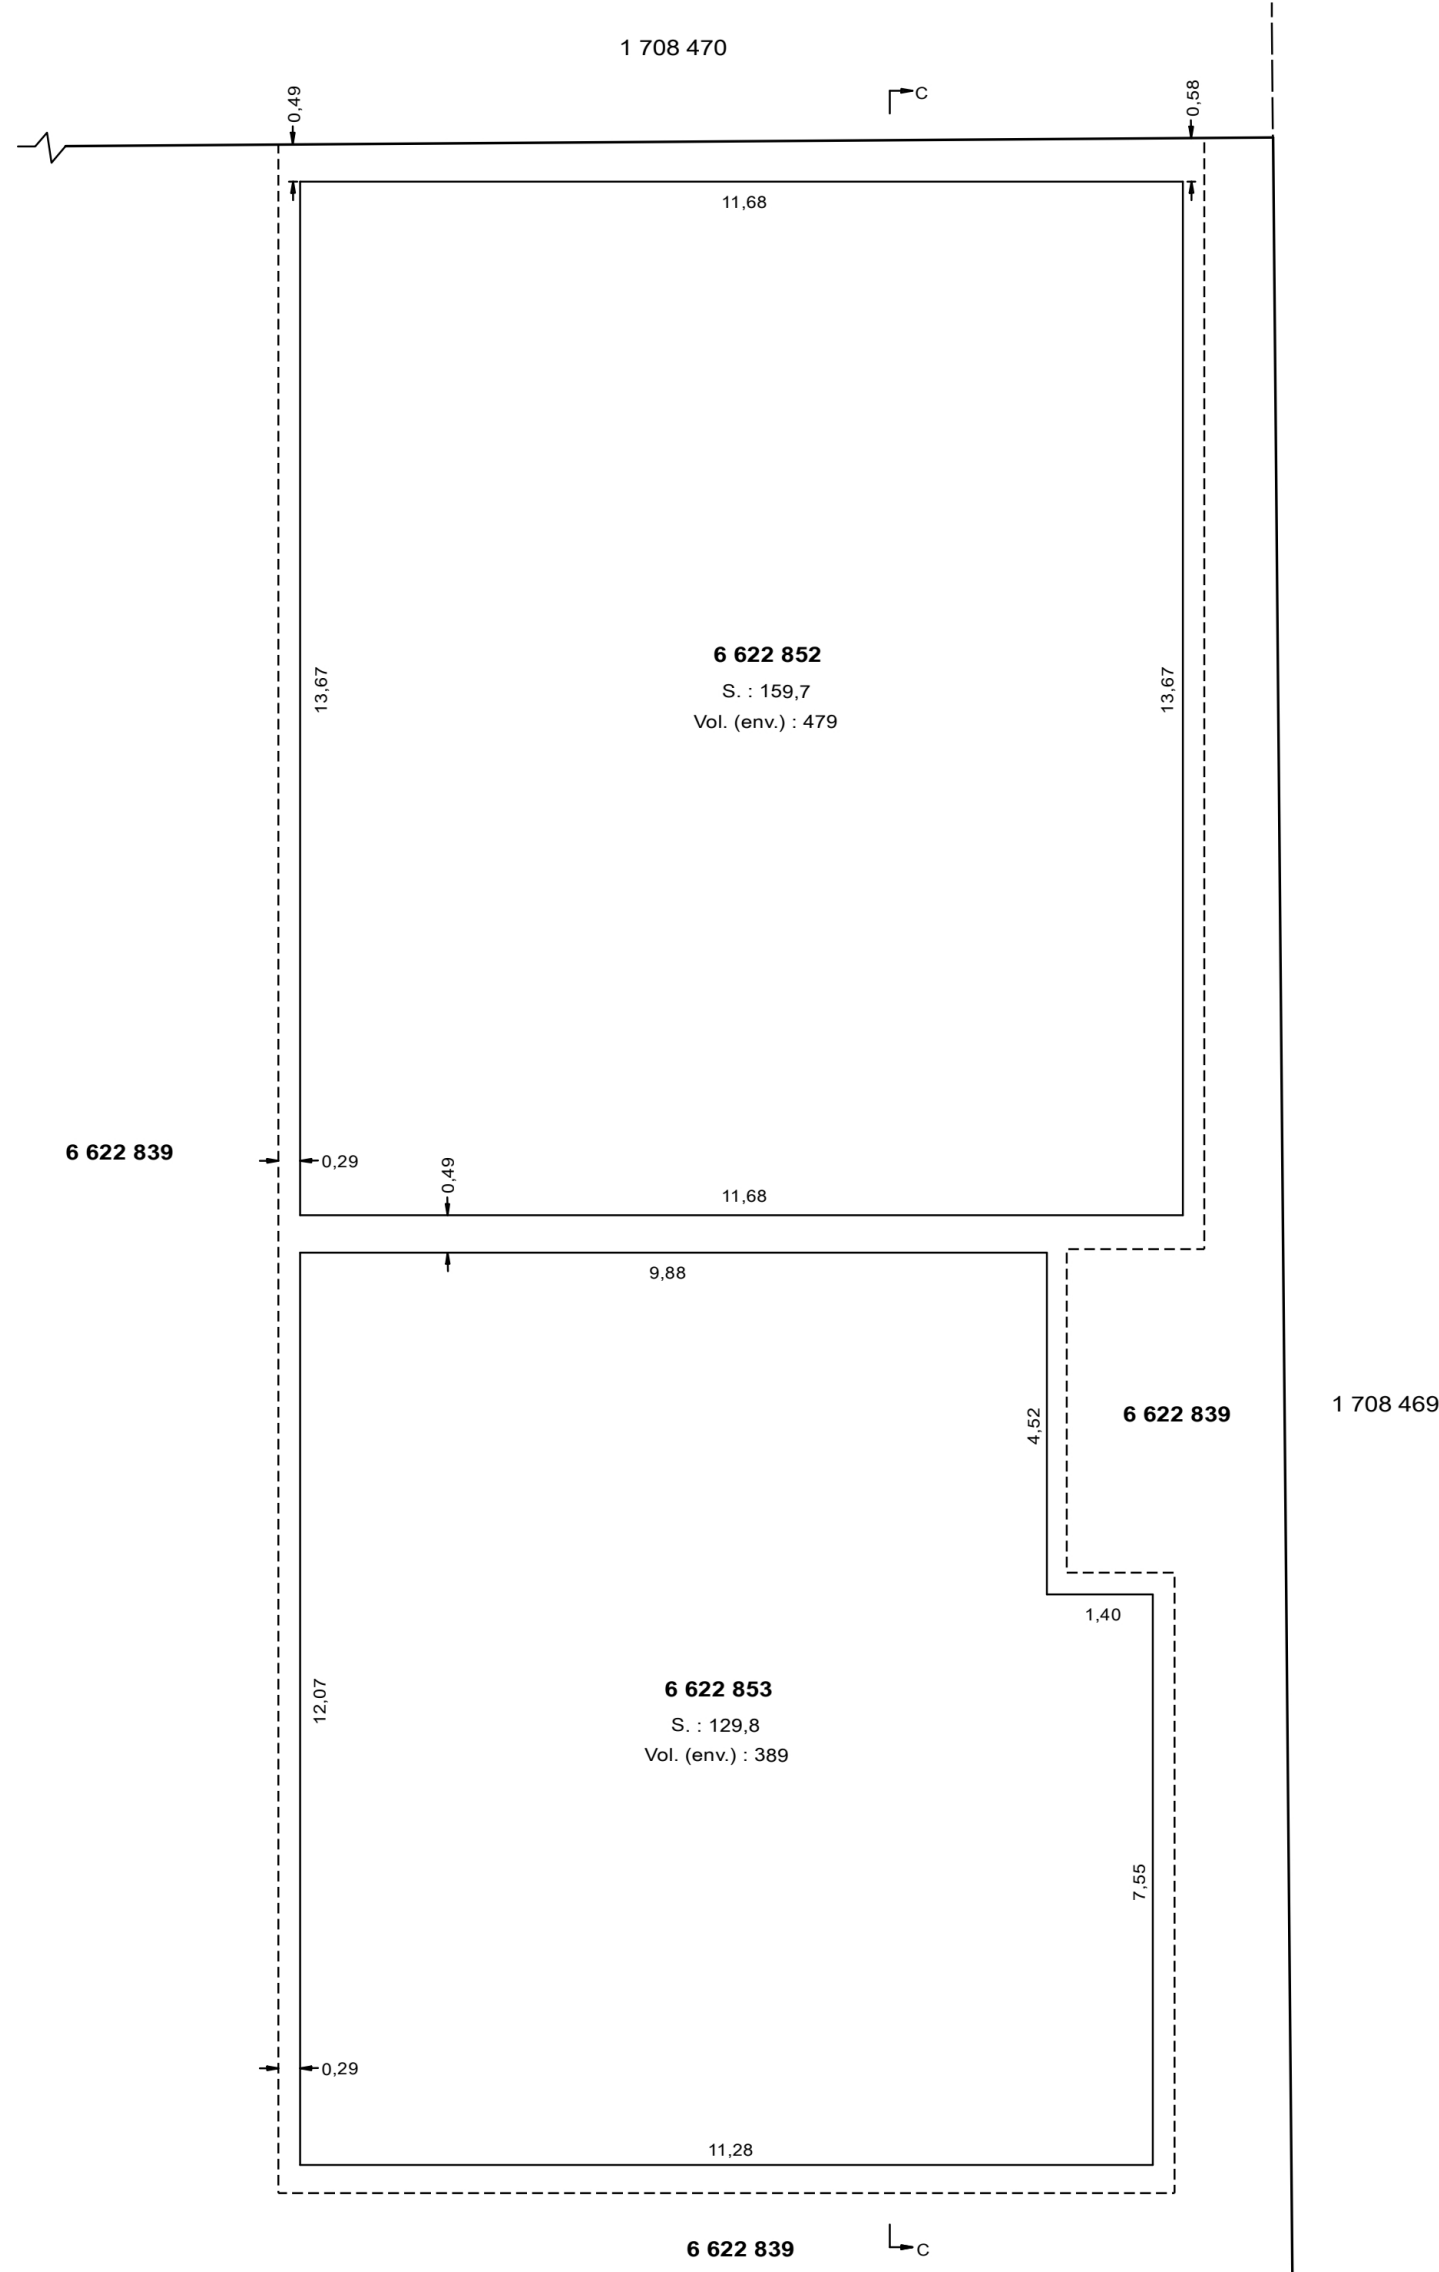 1 708 470
0,49
C
0,58
11,68
13,67
6 622 852
S. : 159,7
Vol. (env.) : 479
13,67
6 622 839
0,29
0,49
11,68
9,88
4,52
6 622 839
1 708 469
1,40
12,07
6 622 853
S. : 129,8
Vol. (env.) : 389
7,55
0,29
11,28
6 622 839
C